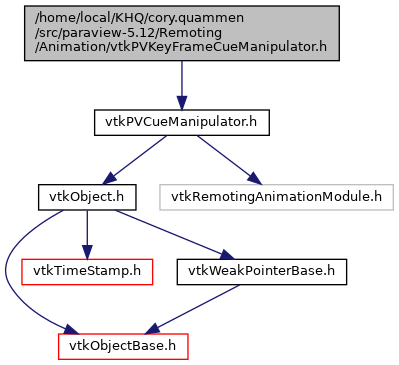 /home/local/KHQ/cory.quammen
/src/paraview-5.12/Remoting
/Animation/vtkPVKeyFrameCueManipulator.h
vtkPVCueManipulator.h
vtkObject.h
vtkRemotingAnimationModule.h
vtkTimeStamp.h
vtkWeakPointerBase.h
vtkObjectBase.h